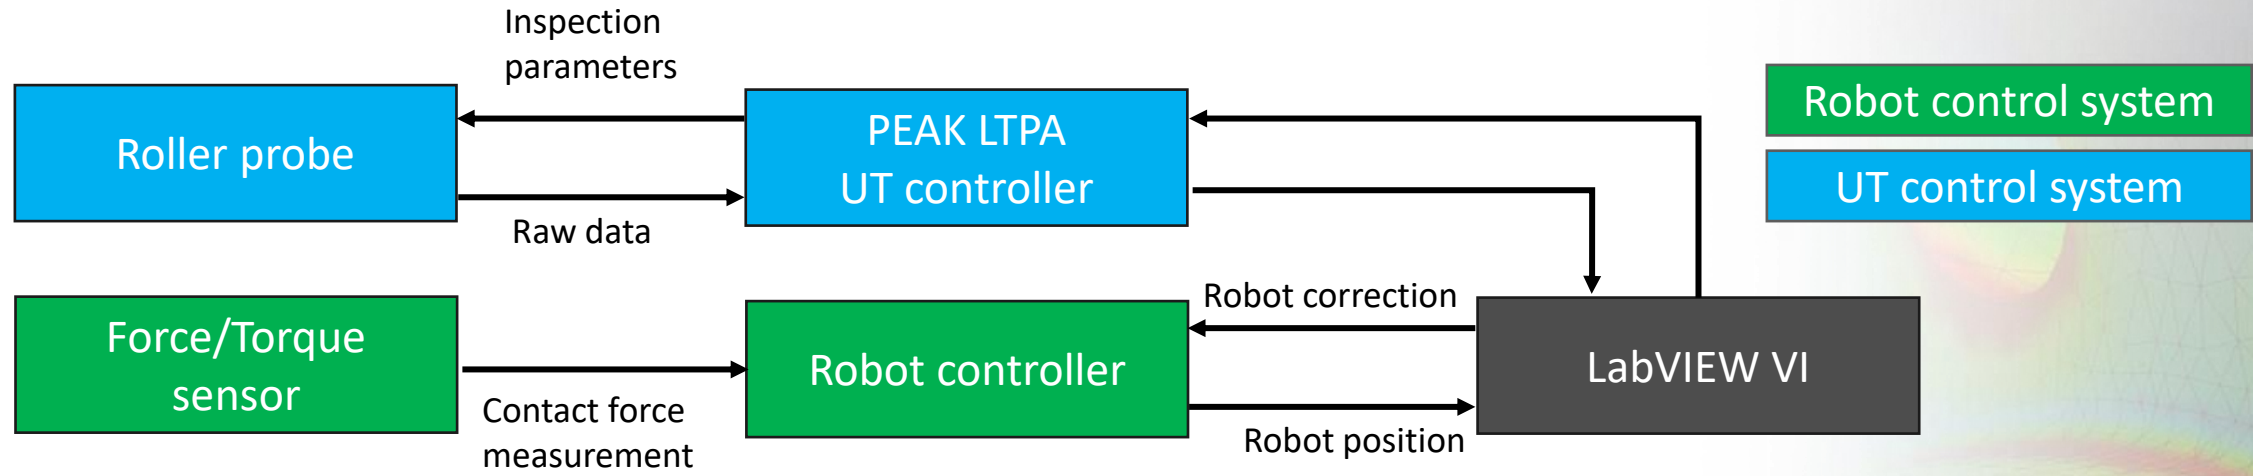 Inspection
parameters
Roller probe
PEAK LTPA
UT controller
Raw data
Robot control system
UT control system
Force/Torque
sensor
Contact force
measurement
Robot controller
Robot correction
Robot position
LabVIEW VI